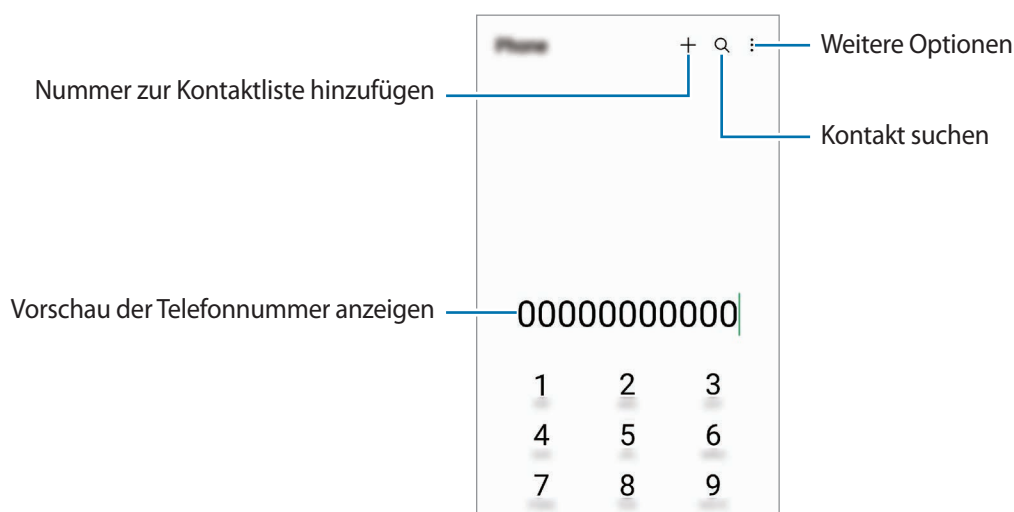 Phone
Weitere Optionen
Nummer zur Kontaktliste hinzufügen
Kontakt suchen
Vorschau der Telefonnummer anzeigen
00000000000
1 2 3
4 5 6
7 8 9